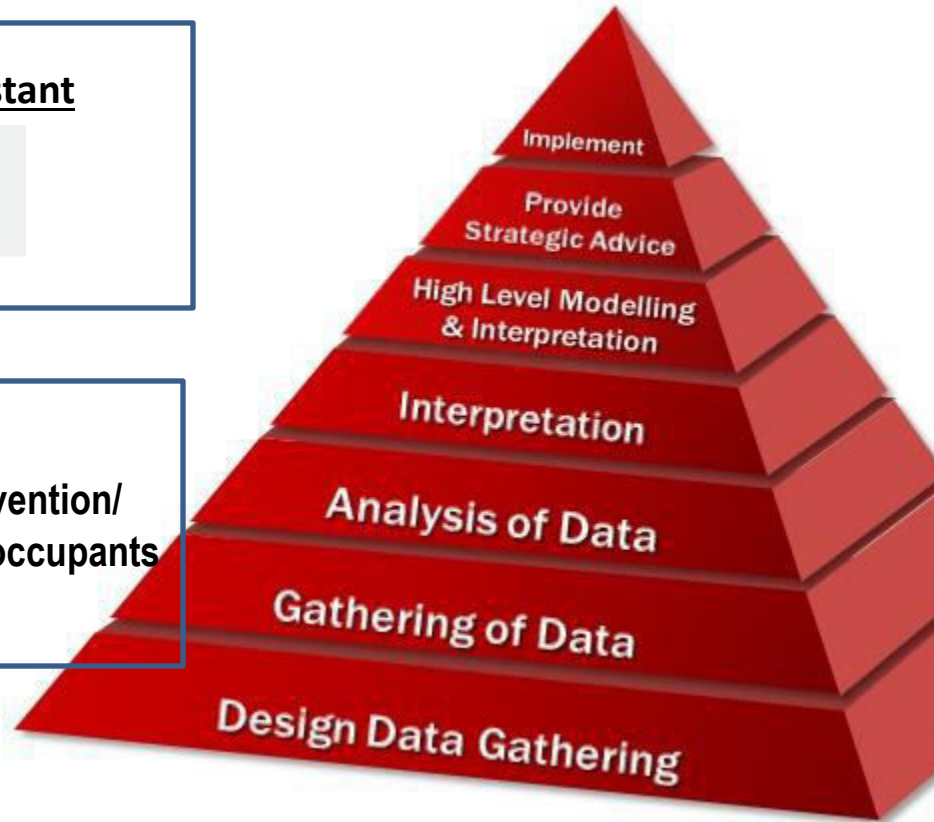 stant
vention/
occupants
Implement
Provide
Strategic Advice
High Level Modelling
& Interpretation
Interpretation
Analysis of Data
Gathering of Data
Design Data Gathering